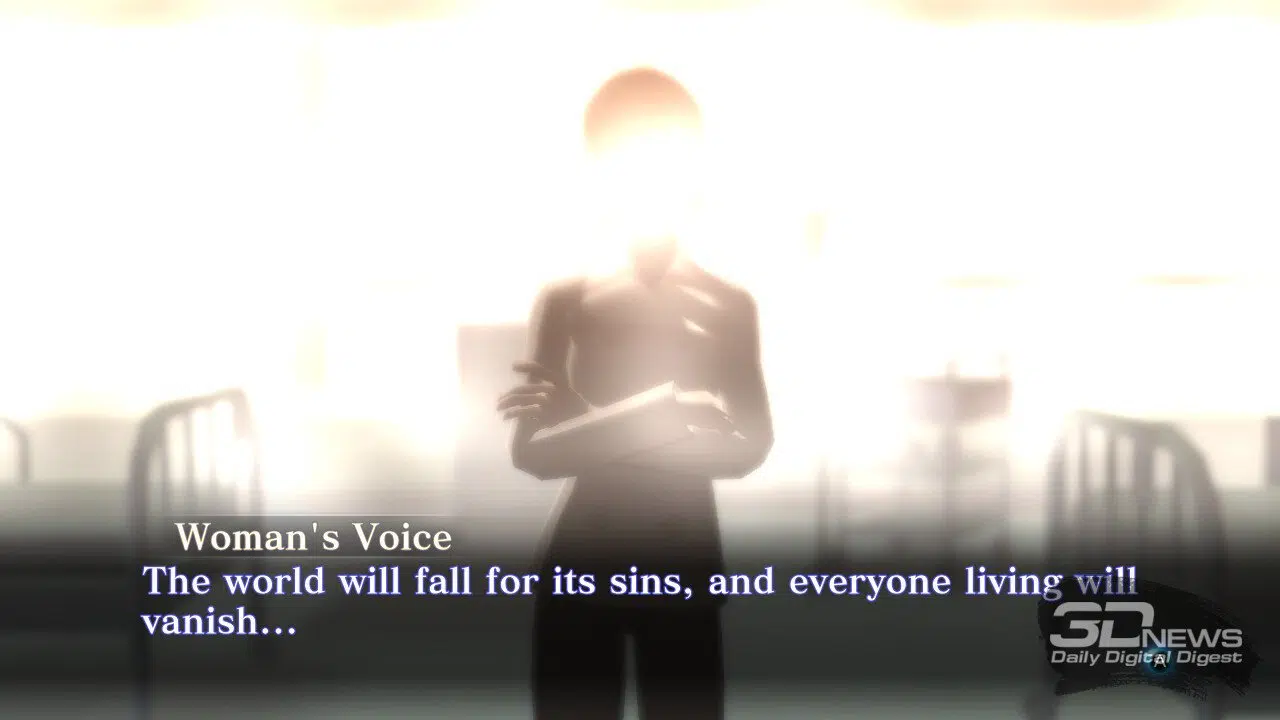 Woman's Voice
The world will fall for its sins, and everyone living will
vanish...
3DNEWS
Daily Digital Digest
A